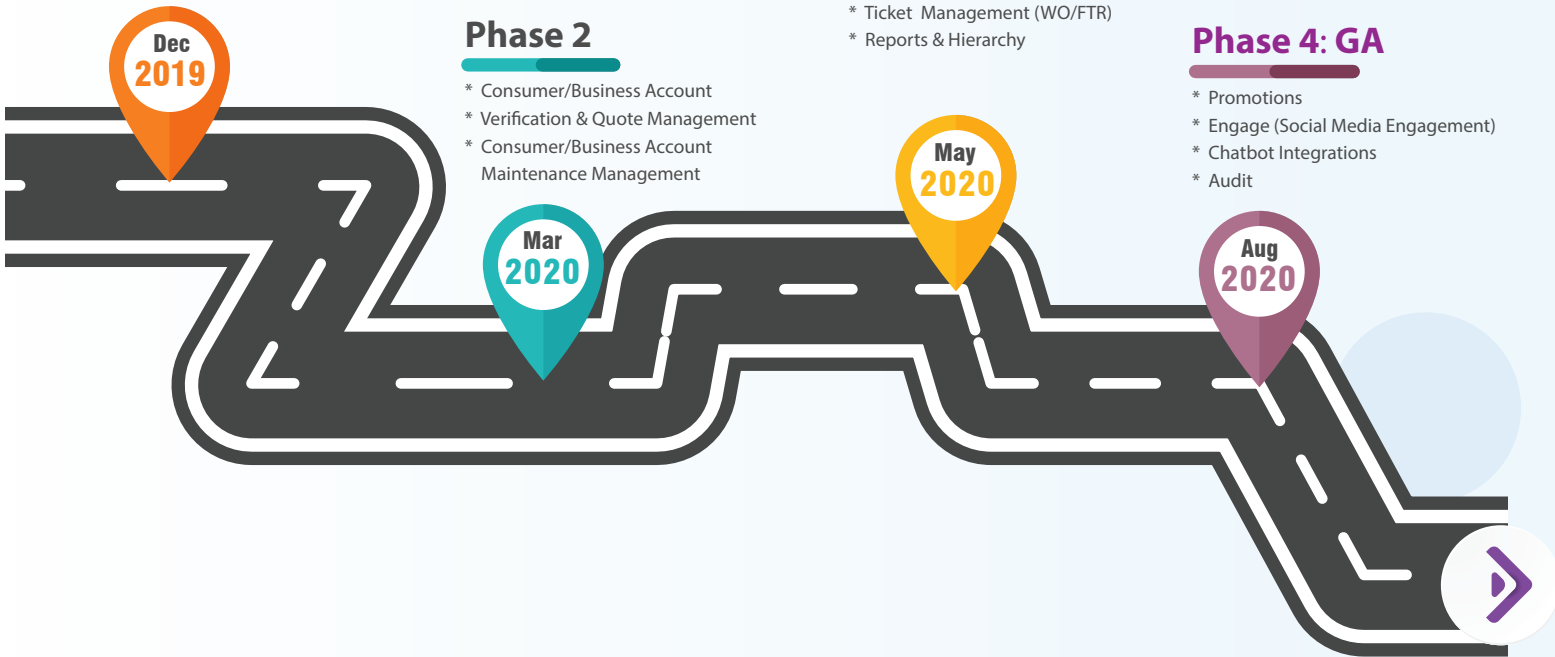 Dec
2019
Phase 2
* Consumer/Business Account
* Verification & Quote Management
* Consumer/Business Account
Maintenance Management
Mar
2020
* Ticket Management (WO/FTR)
* Reports & Hierarchy
May
2020
Phase 4: GA
* Promotions
* Engage (Social Media Engagement)
* Chatbot Integrations
* Audit
Aug
2020